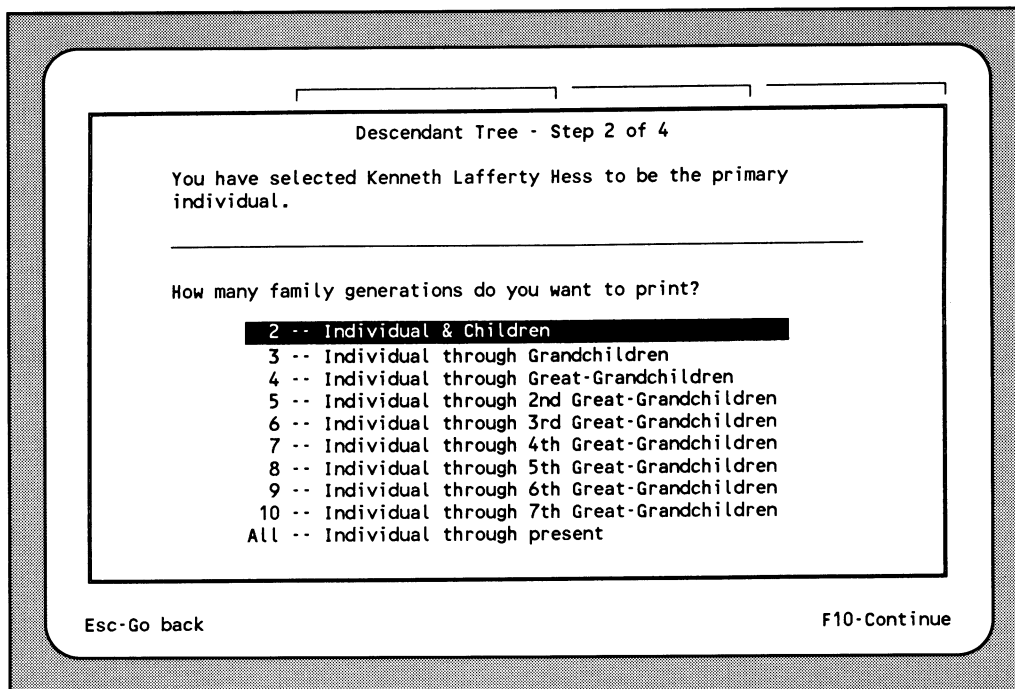 Descendant Tree - Step 2 of 4
You have selected Kenneth Lafferty Hess to be the primary
individual.
How many family generations do you want to print?
2 -- Individual & Children
3 -- Individual through Grandchildren
4 -- Individual through Great-Grandchildren
5 -- Individual through 2nd Great-Grandchildren
6 -- Individual through 3rd Great-Grandchildren
7 -- Individual through 4th Great-Grandchildren
8 -- Individual through 5th Great-Grandchildren
9 -- Individual through 6th Great-Grandchildren
10 -- Individual through 7th Great-Grandchildren
All -- Individual through present
Esc-Go back
F10-Continue